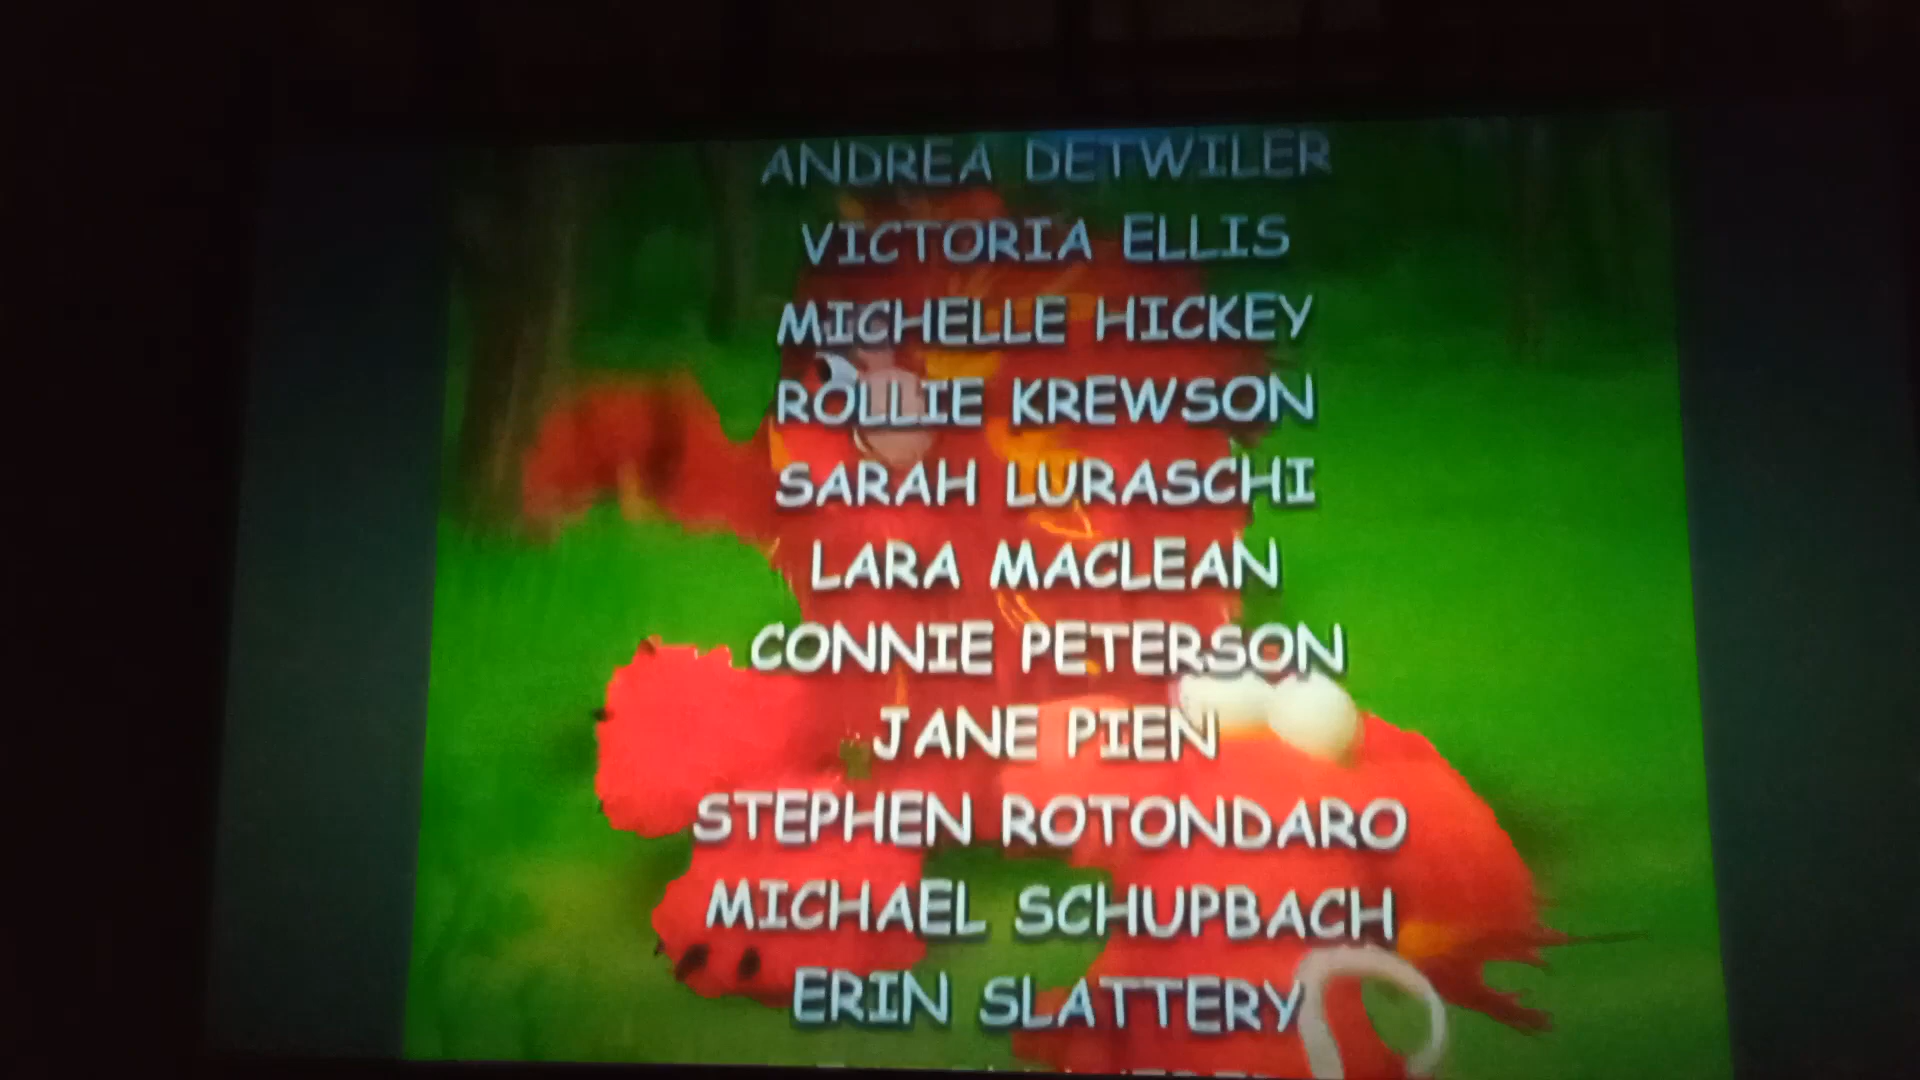 ANDREA DETWILER
VICTORIA ELLIS
MICHELLE HICKEY
ROLLIE KREWSON
SARAH LURASCHI
LARA MACLEAN
CONNIE PETERSON
JANE PIEN
STEPHEN ROTONDARO
MICHAEL SCHUPBACH
ERIN SLATTERY